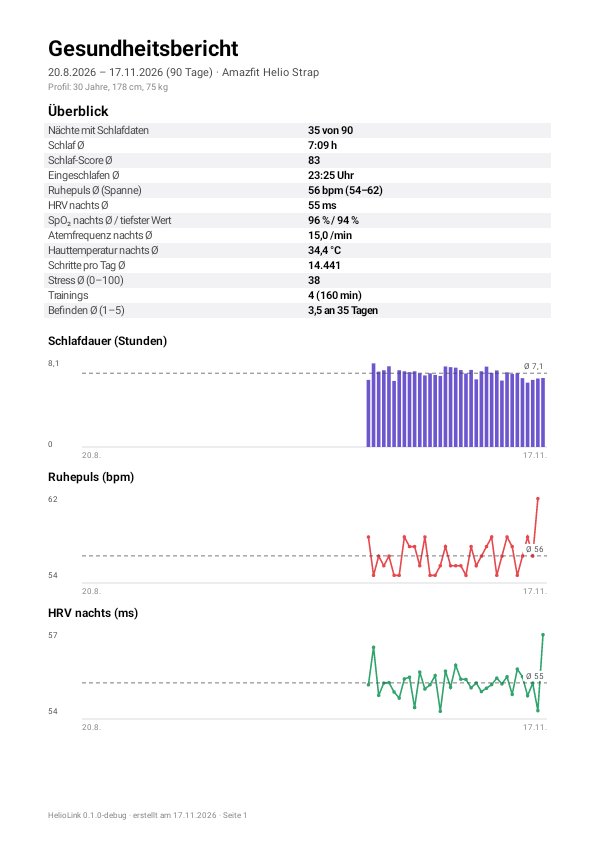 Gesundheitsbericht
20.8.2026 – 17.11.2026 (90 Tage) · Amazfit Helio Strap
Profil: 30 Jahre, 178 cm, 75 kg
Überblick
Nächte mit Schlafdaten 35 von 90
Schlaf Ø 7:09 h
Schlaf-Score Ø 83
Eingeschlafen Ø 23:25 Uhr
Ruhepuls Ø (Spanne) 56 bpm (54–62)
HRV nachts Ø 55 ms
SpO₂ nachts Ø / tiefster Wert 96 % / 94 %
Atemfrequenz nachts Ø 15,0 /min
Hauttemperatur nachts Ø 34,4 °C
Schritte pro Tag Ø 14.441
Stress Ø (0–100) 38
Trainings 4 (160 min)
Befinden Ø (1–5) 3,5 an 35 Tagen
Schlafdauer (Stunden)
8,1
Ø 7,1
0
20.8. 17.11.
Ruhepuls (bpm)
62
Ø 56
54
20.8. 17.11.
HRV nachts (ms)
57
Ø 55
54
20.8. 17.11.
HelioLink 0.1.0-debug · erstellt am 17.11.2026 · Seite 1